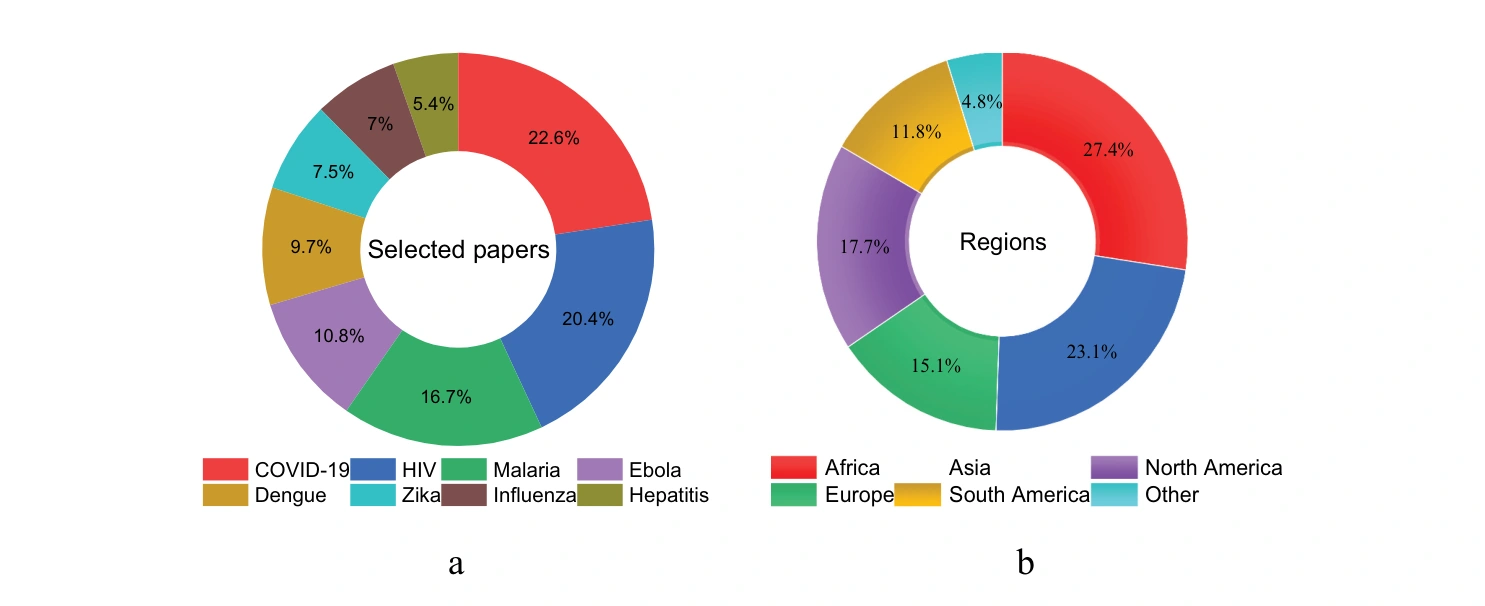 5.4%
22.6%
7%
7.5%
9.7%
Selected papers
20.4%
10.8%
16.7%
COVID-19 HIV Malaria Ebola
Dengue Zika Influenza Hepatitis
a
4.8%
11.8%
27.4%
17.7%
Regions
23.1%
15.1%
Africa Asia North America
Europe South America Other
b